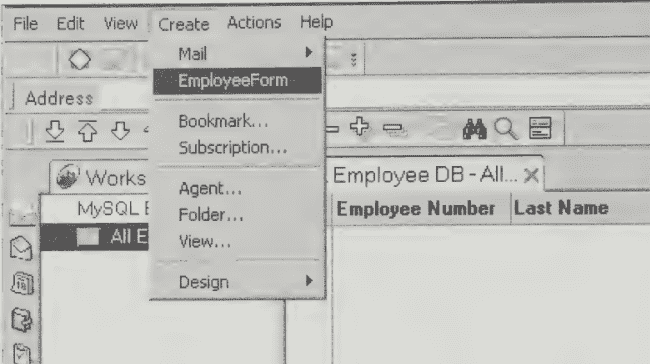 File Edit View Create Actions Help
Mail
EmployeeForm
Address
Bookmark...
Subscription...
Works
Employee DB - All...
Agent...
MySQL
Employee Number Last Name
Folder...
All E
View...
Design